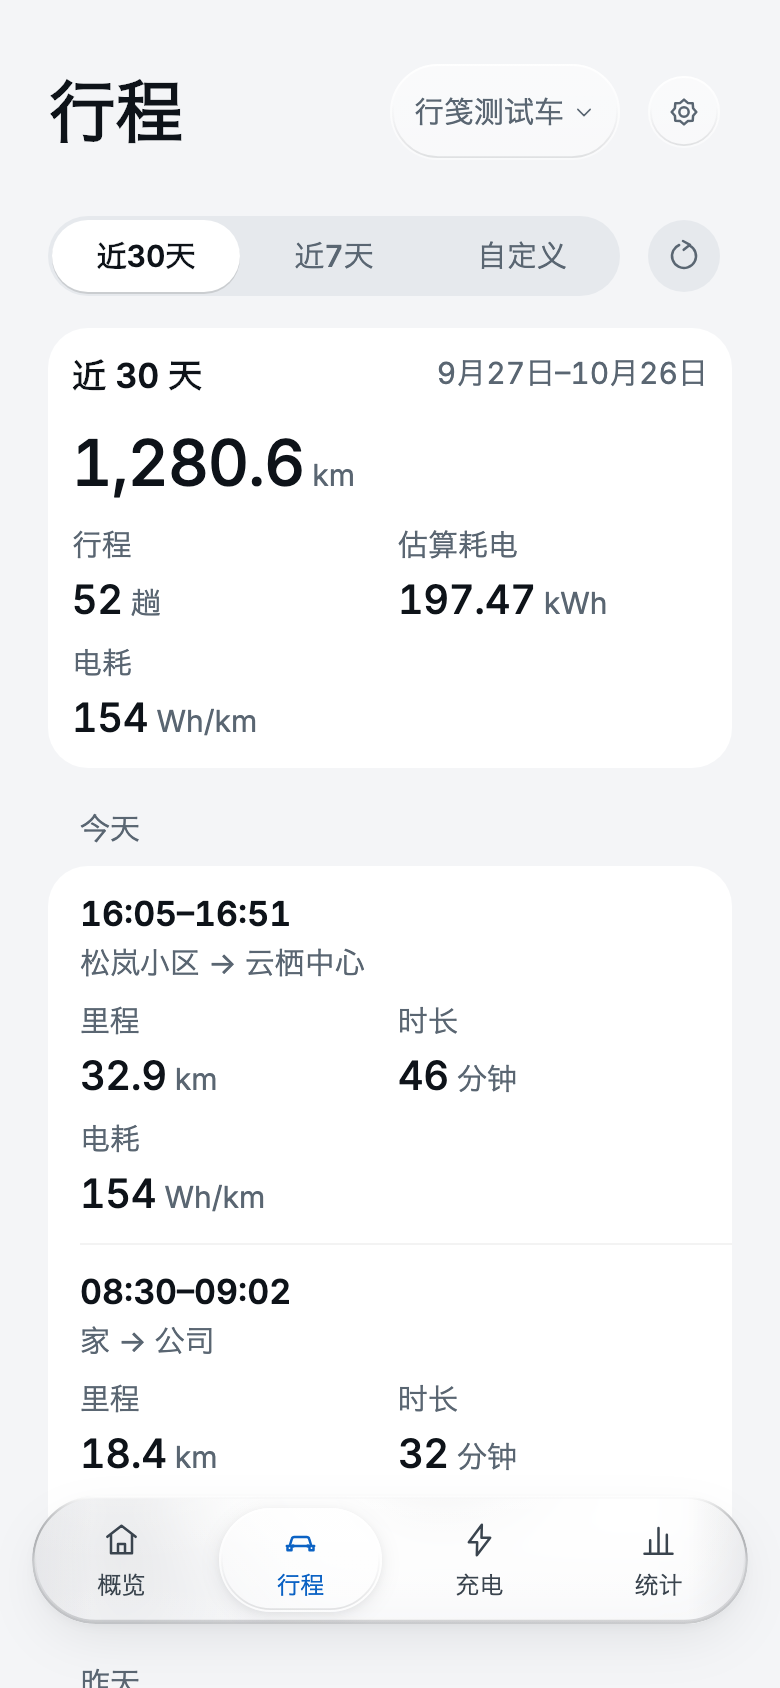 行程
行笺测试车
近30天 近7天 自定义
近 30 天 9月27日–10月26日
1,280.6 km
行程 估算耗电
52 趟 197.47 kWh
电耗
154 Wh/km
今天
16:05–16:51
松岚小区 → 云栖中心
里程 时长
32.9 km 46 分钟
电耗
154 Wh/km
08:30–09:02
家 → 公司
里程 时长
18.4 km 32 分钟
概览 行程 充电 统计
昨天